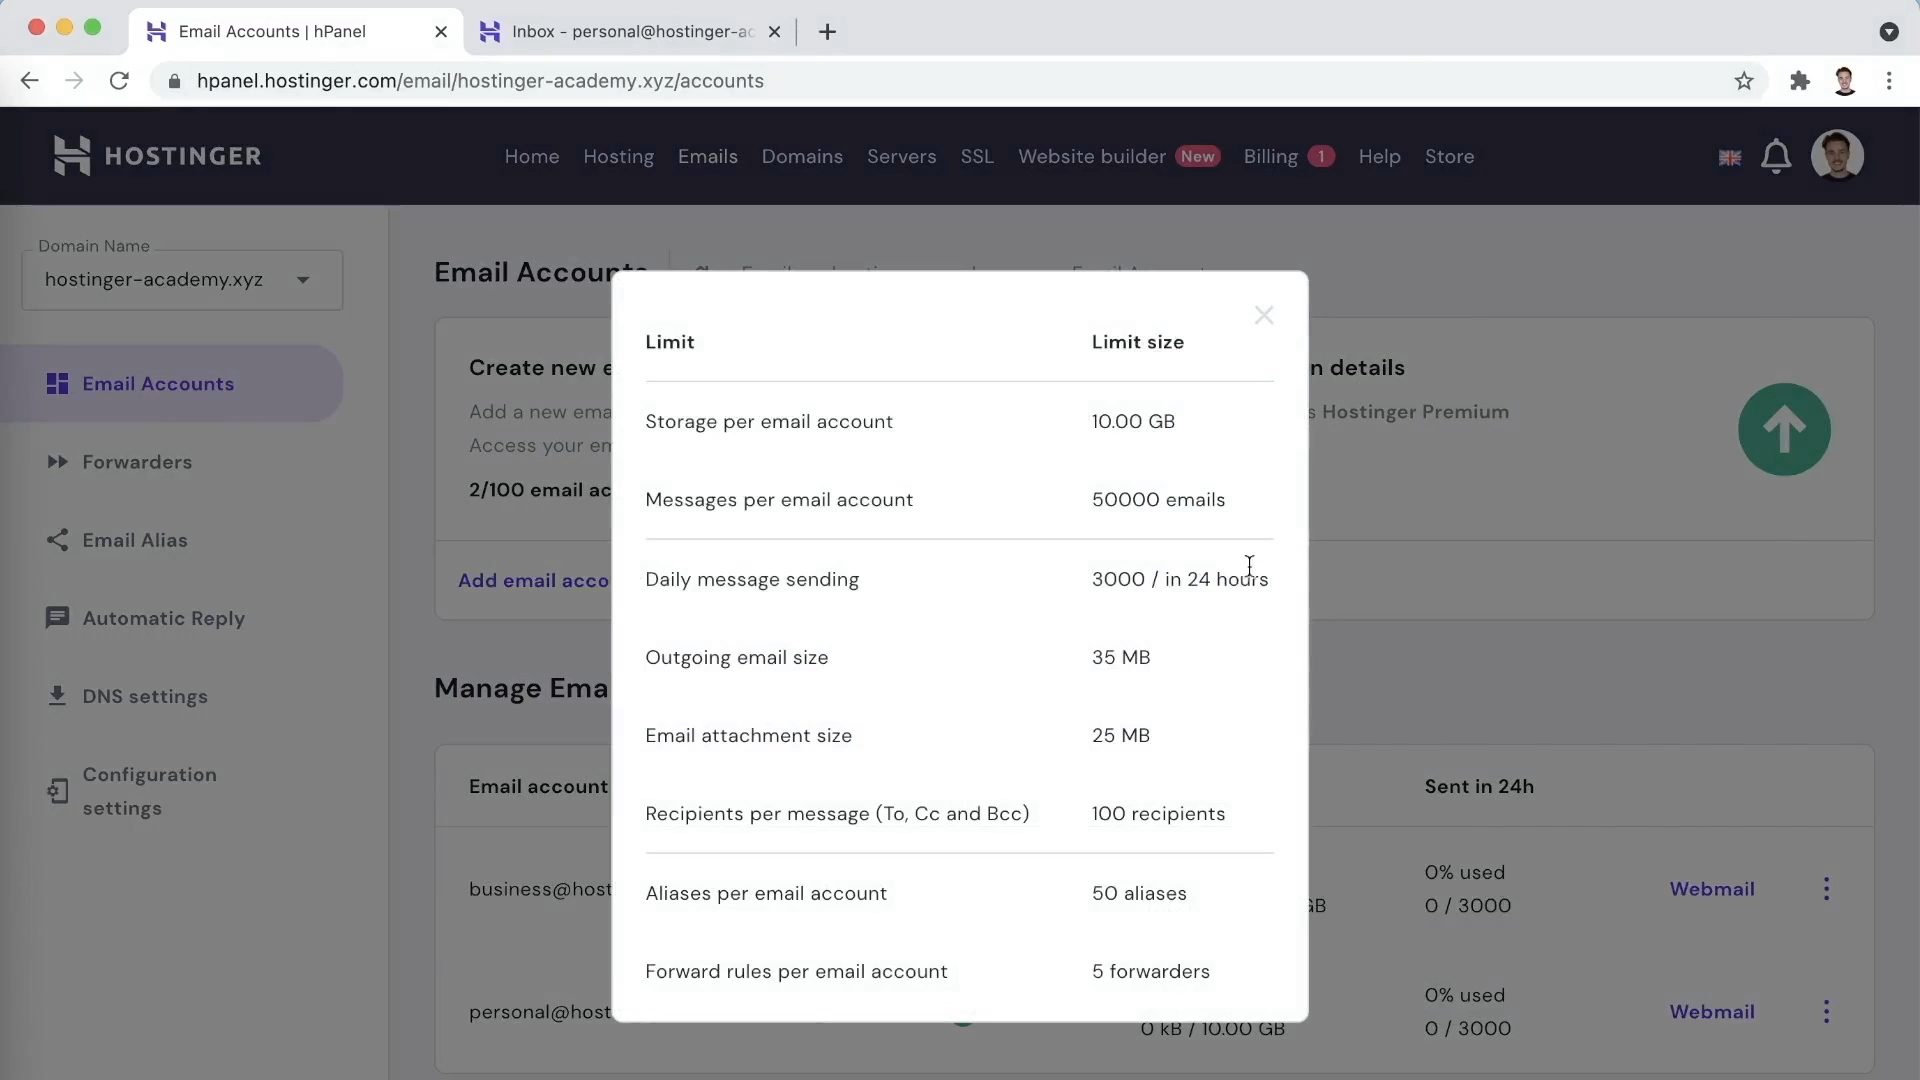 Email Accounts | hPanel
Inbox - personal@hostinger-ac
hpanel.hostinger.com/email/hostinger-academy.xyz/accounts
HOSTINGER
Home Hosting Emails Domains Servers SSL Website builder New Billing 1 Help Store
Domain Name
hostinger-academy.xyz
Email Accounts
Forwarders
Email Alias
Automatic Reply
DNS settings
Configuration
settings
Email Accounts
Create new e
n details
Add a new ema
s Hostinger Premium
Access your em
2/100 email ac
Add email acco
Manage Ema
Email account
Sent in 24h
business@host
GB
0% used
0 / 3000
Webmail
personal@host
0 kB / 10.00 GB
0% used
0 / 3000
Webmail
Limit Limit size
Storage per email account 10.00 GB
Messages per email account 50000 emails
Daily message sending 3000 / in 24 hours
Outgoing email size 35 MB
Email attachment size 25 MB
Recipients per message (To, Cc and Bcc) 100 recipients
Aliases per email account 50 aliases
Forward rules per email account 5 forwarders